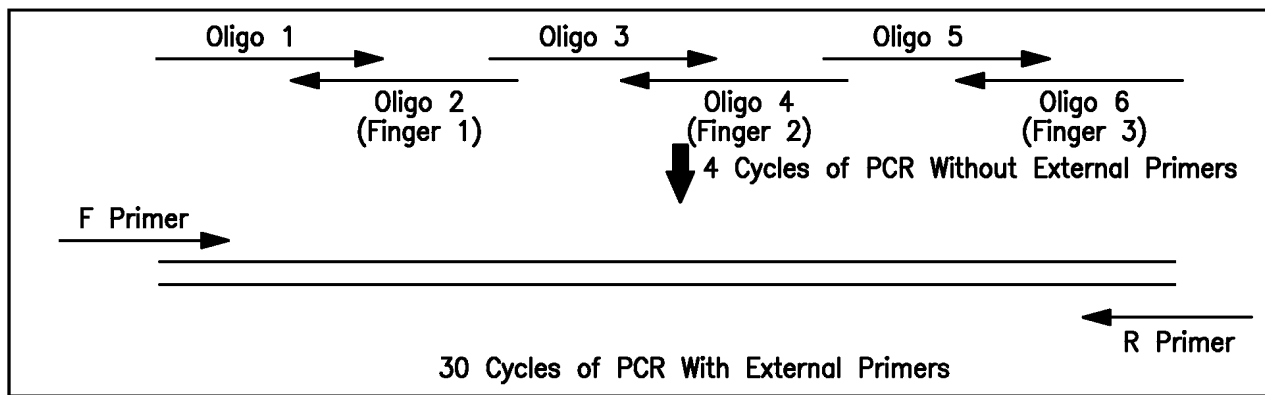 Oligo 1
Oligo 3
Oligo 5
Oligo 2
(Finger 1)
Oligo 4
(Finger 2)
Oligo 6
(Finger 3)
4 Cycles of PCR Without External Primers
F Primer
R Primer
30 Cycles of PCR With External Primers